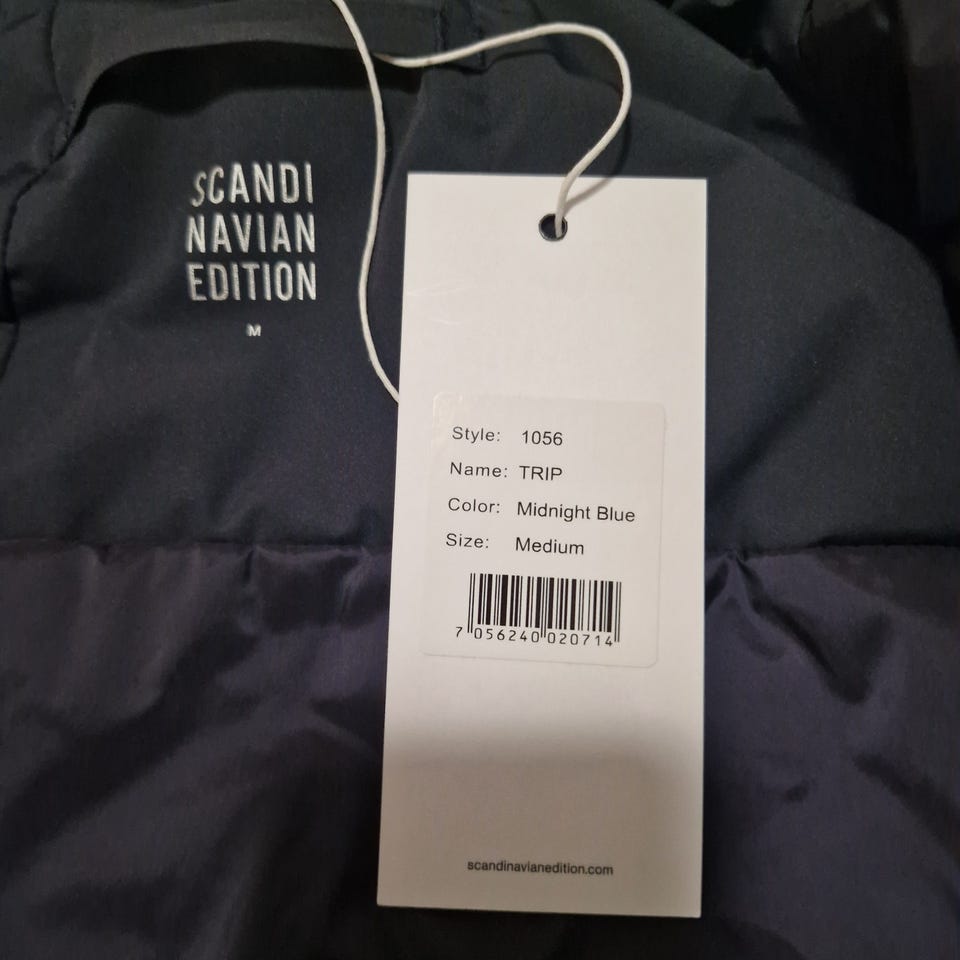 SCANDI
NAVIAN
EDITION
M
Style: 1056
Name: TRIP
Color: Midnight Blue
Size: Medium
7 056240 020714
scandinavianedition.com